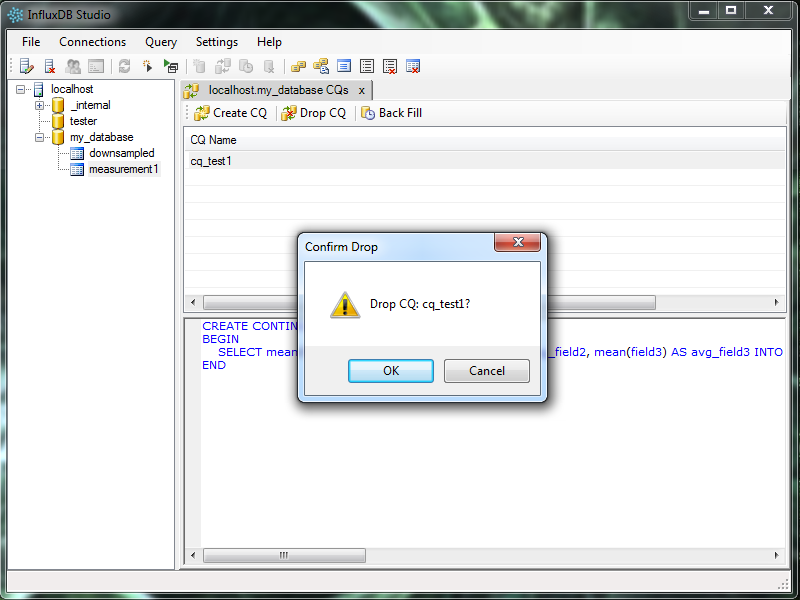 InfluxDB Studio
File Connections Query Settings Help
localhost
_internal
tester
my_database
downsampled
measurement1
localhost.my_database CQs x
Create CQ Drop CQ Back Fill
CQ Name
cq_test1
Confirm Drop
Drop CQ: cq_test1?
OK Cancel
CREATE CONTIN
BEGIN
SELECT mean _field2, mean(field3) AS avg_field3 INTO
END